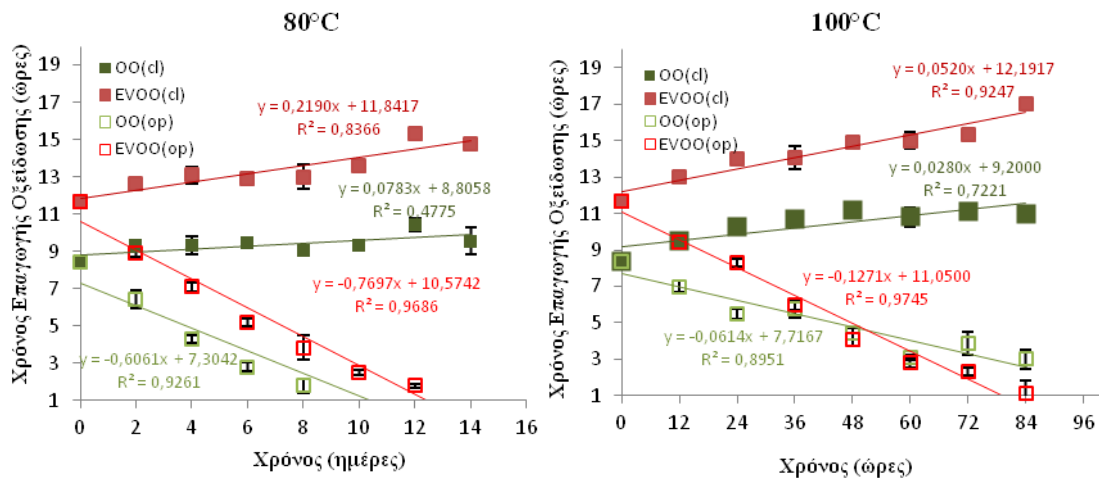 80°C
Χρόνος Επαγωγής Οξείδωσης (ώρες)
19
17
15
13
11
9
7
5
3
1
OO(cl)
EVOO(cl)
OO(op)
EVOO(op)
y = 0,2190x + 11,8417
R² = 0,8366
y = 0,0783x + 8,8058
R² = 0,4775
y = -0,7697x + 10,5742
R² = 0,9686
y = -0,6061x + 7,3042
R² = 0,9261
0 2 4 6 8 10 12 14 16
Χρόνος (ημέρες)
100°C
Χρόνος Επαγωγής Οξείδωσης (ώρες)
19
17
15
13
11
9
7
5
3
1
OO(cl)
EVOO(cl)
OO(op)
EVOO(op)
y = 0,0520x + 12,1917
R² = 0,9247
y = 0,0280x + 9,2000
R² = 0,7221
y = -0,1271x + 11,0500
R² = 0,9745
y = -0,0614x + 7,7167
R² = 0,8951
0 12 24 36 48 60 72 84 96
Χρόνος (ώρες)